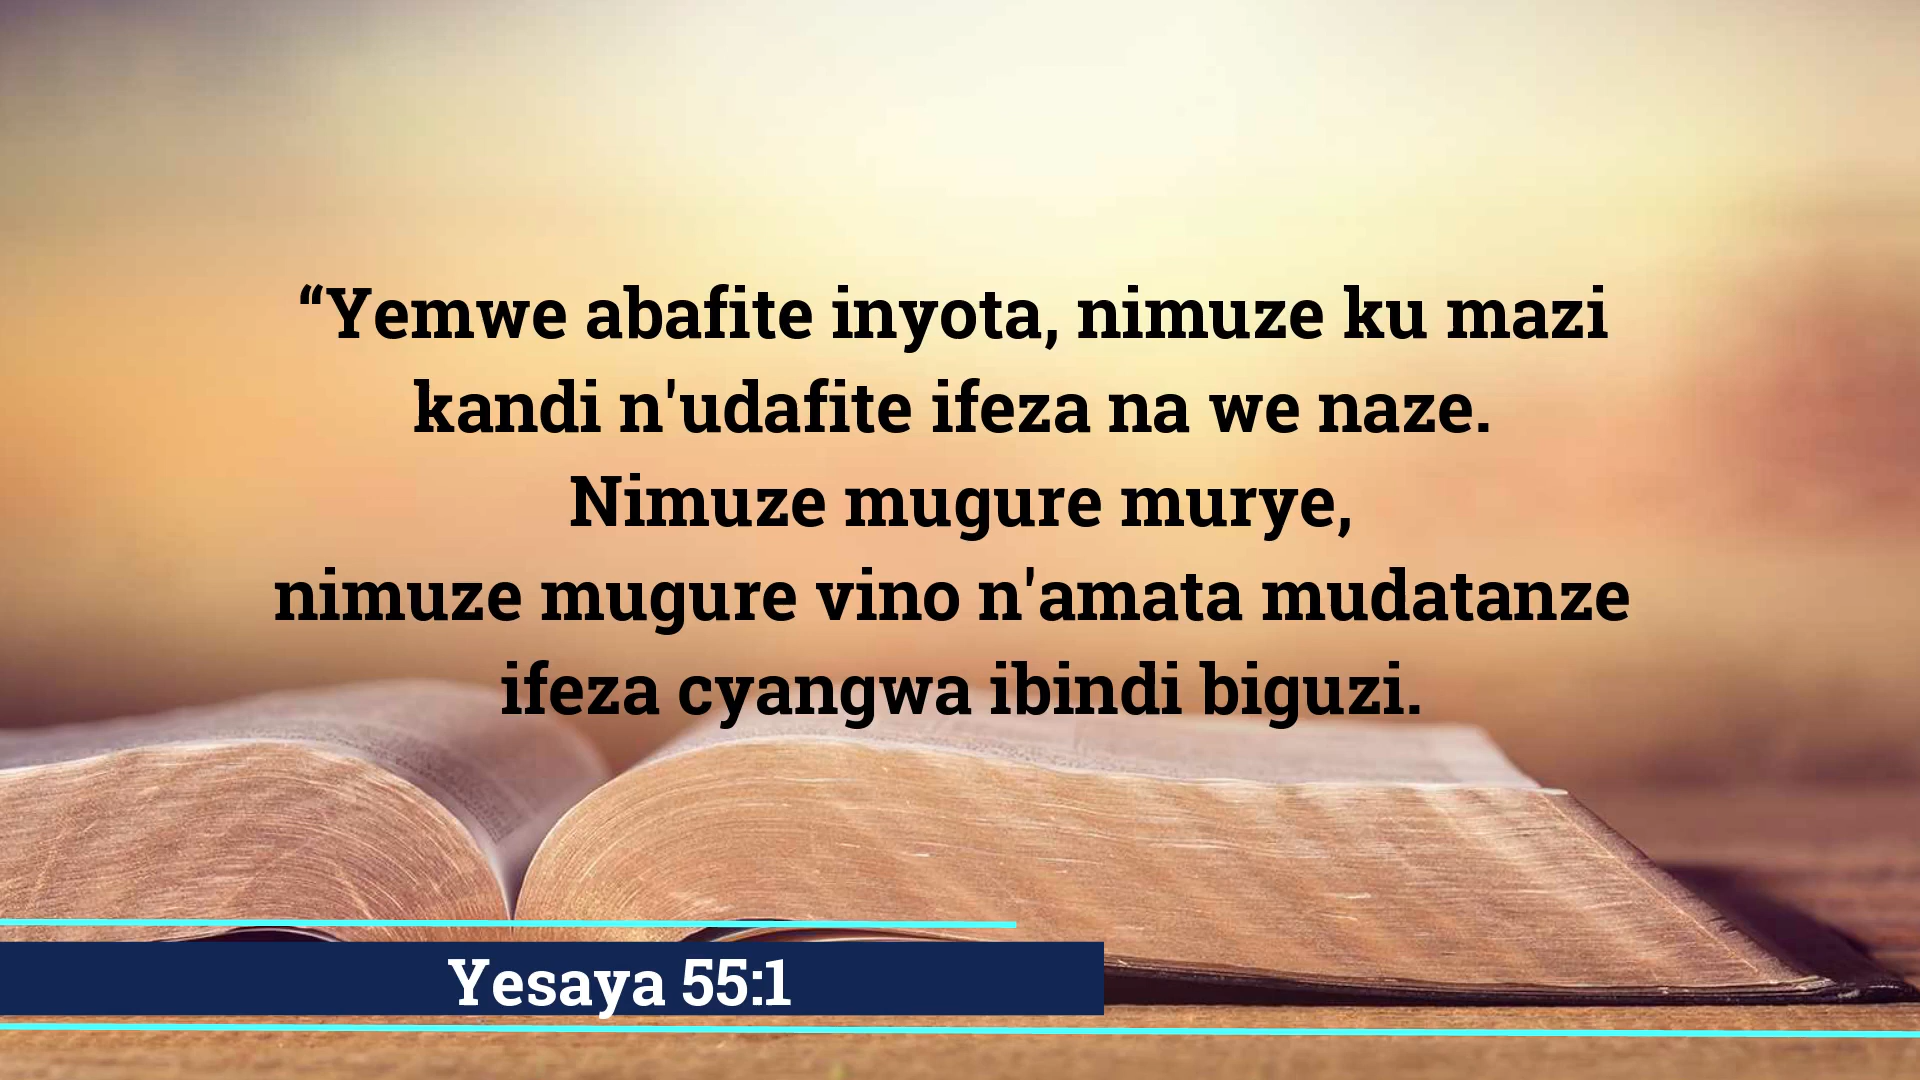 “Yemwe abafite inyota, nimuze ku mazi
kandi n'udafite ifeza na we naze.
Nimuze mugure murye,
nimuze mugure vino n'amata mudatanze
ifeza cyangwa ibindi biguzi.
Yesaya 55:1